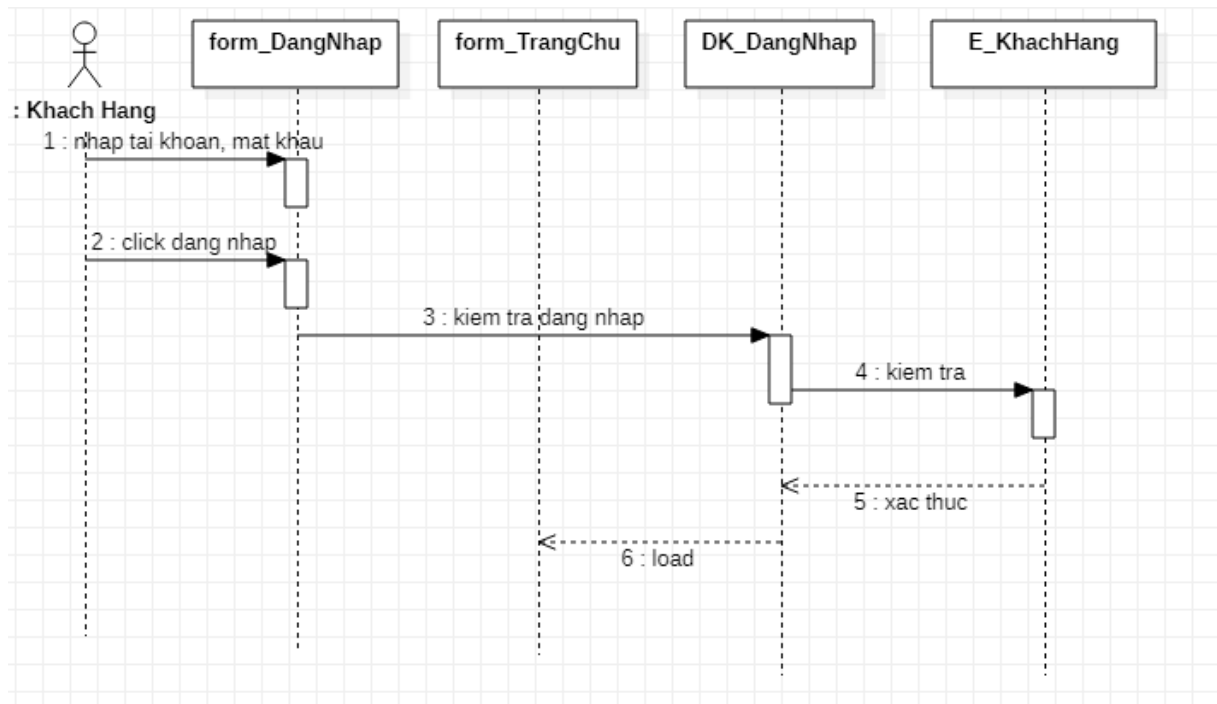 form_DangNhap
form_TrangChu
DK_DangNhap
E_KhachHang
: Khach Hang
1 : nhap tai khoan, mat khau
2 : click dang nhap
3 : kiem tra dang nhap
4 : kiem tra
5 : xac thuc
6 : load